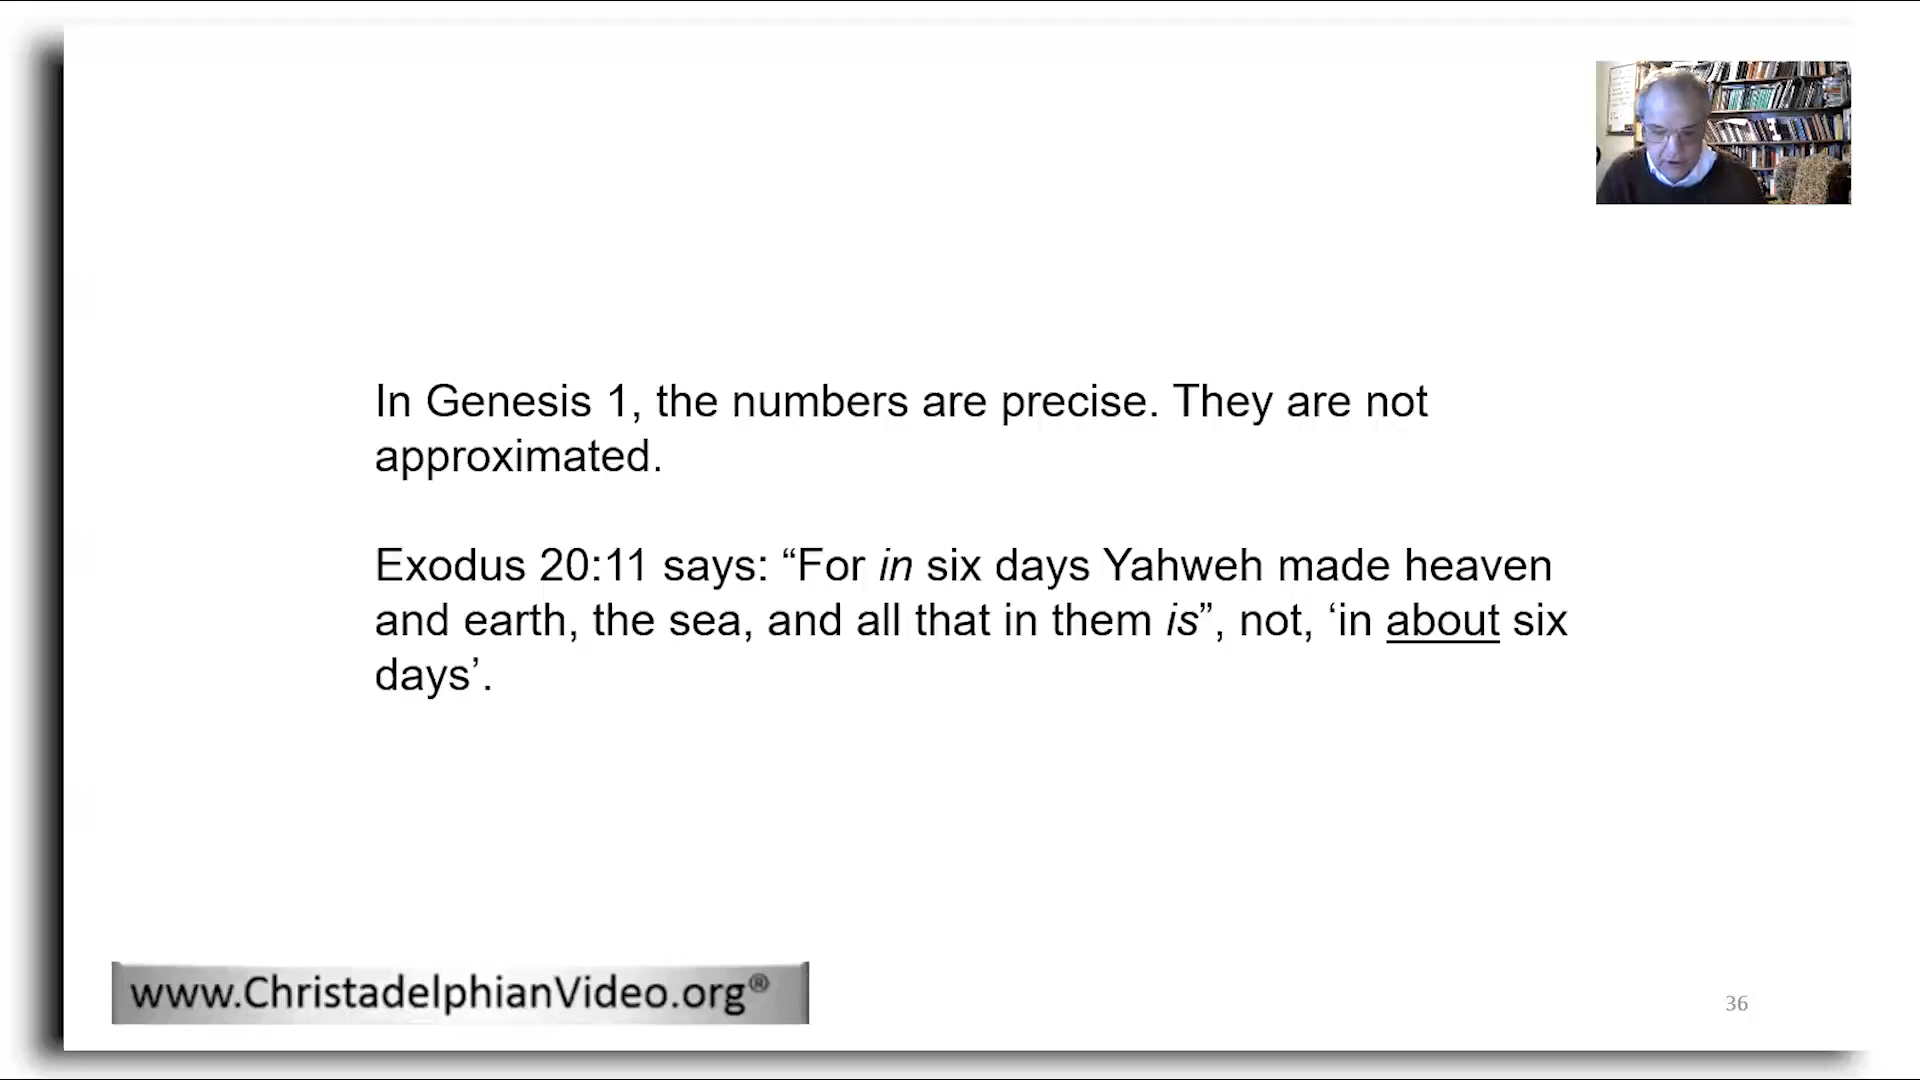 In Genesis 1, the numbers are precise. They are not
approximated.
Exodus 20:11 says: “For in six days Yahweh made heaven
and earth, the sea, and all that in them is”, not, ‘in about six
days’.
www.ChristadelphianVideo.org®
36